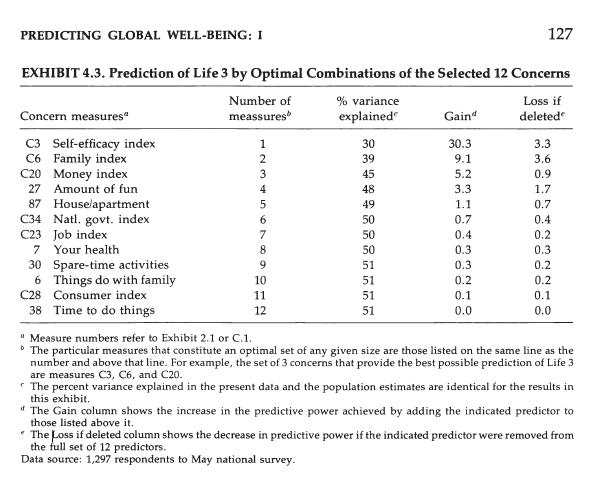 PREDICTING GLOBAL WELL-BEING: I 127
EXHIBIT 4.3. Prediction of Life 3 by Optimal Combinations of the Selected 12 Concerns
Number of % variance Loss if
Concern measuresᵃ meassuresᵇ explainedᶜ Gainᵈ deletedᵉ
C3 Self-efficacy index 1 30 30.3 3.3
C6 Family index 2 39 9.1 3.6
C20 Money index 3 45 5.2 0.9
27 Amount of fun 4 48 3.3 1.7
87 House/apartment 5 49 1.1 0.7
C34 Natl. govt. index 6 50 0.7 0.4
C23 Job index 7 50 0.4 0.2
7 Your health 8 50 0.3 0.3
30 Spare-time activities 9 51 0.3 0.2
6 Things do with family 10 51 0.2 0.2
C28 Consumer index 11 51 0.1 0.1
38 Time to do things 12 51 0.0 0.0
ᵃ Measure numbers refer to Exhibit 2.1 or C.1.
ᵇ The particular measures that constitute an optimal set of any given size are those listed on the same line as the
number and above that line. For example, the set of 3 concerns that provide the best possible prediction of Life 3
are measures C3, C6, and C20.
ᶜ The percent variance explained in the present data and the population estimates are identical for the results in
this exhibit.
ᵈ The Gain column shows the increase in the predictive power achieved by adding the indicated predictor to
those listed above it.
ᵉ The Loss if deleted column shows the decrease in predictive power if the indicated predictor were removed from
the full set of 12 predictors.
Data source: 1,297 respondents to May national survey.